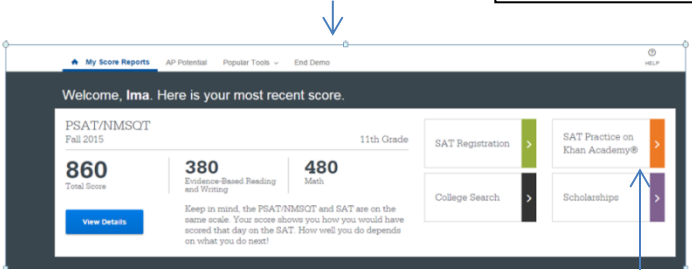 My Score Reports AP Potential Popular Tools End Demo
HELP
Welcome, Ima. Here is your most recent score.
PSAT/NMSQT
Fall 2015 11th Grade
860
Total Score
380
Evidence-Based Reading
and Writing
480
Math
View Details
Keep in mind, the PSAT/NMSQT and SAT are on the
same scale. Your score shows you how you would have
scored that day on the SAT. How well you do depends
on what you do next!
SAT Registration
SAT Practice on
Khan Academy®
College Search
Scholarships